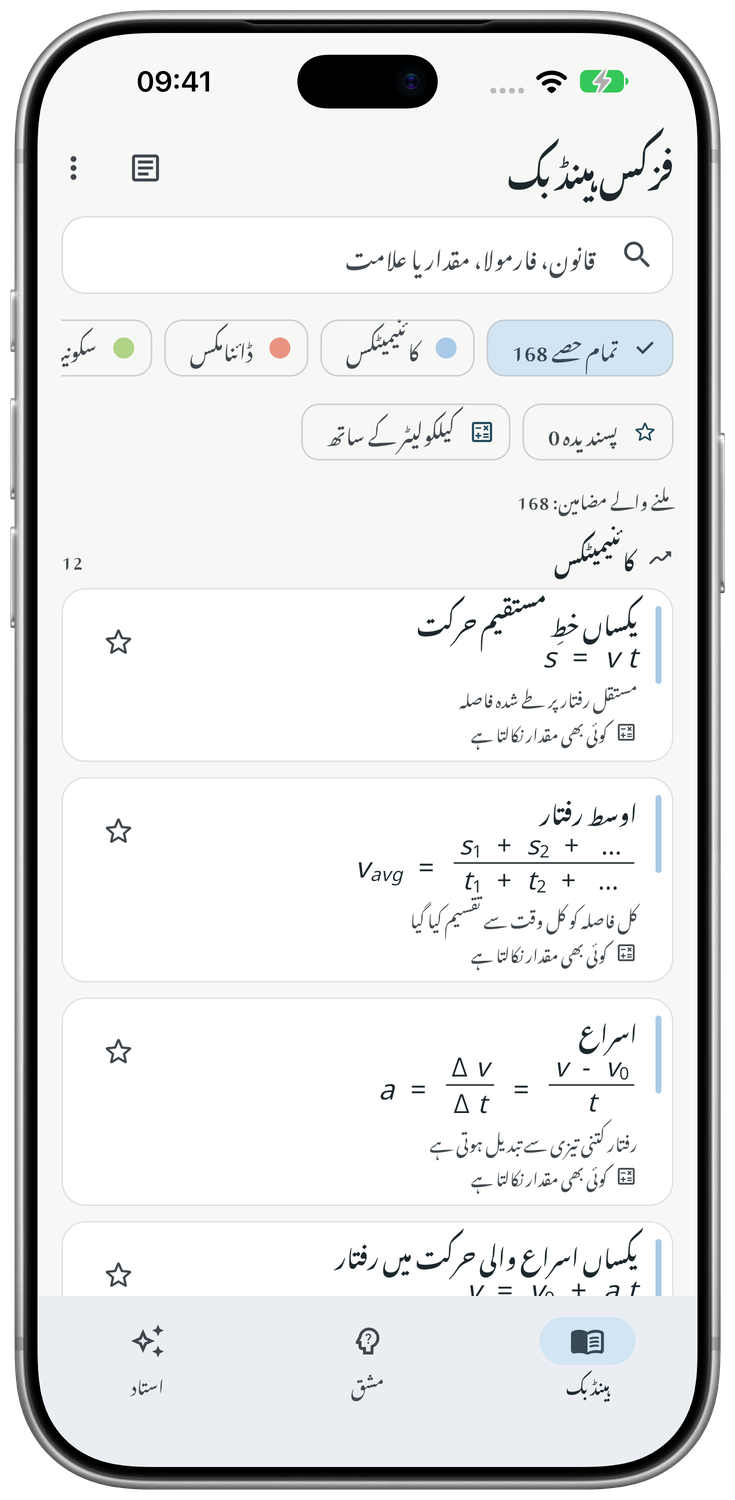 09:41
فزکس ہینڈ بک
قانون، فارمولا، مقدار یا علامت
تمام حصے 168
کائنیمیٹکس
ڈائنامکس
پسندیدہ 0
کیلکولیٹر کے ساتھ
ملنے والے مضامین: 168
کائنیمیٹکس
12
یکساں خطِ مستقیم حرکت
s = v t
مستقل رفتار پر طے شدہ فاصلہ
کوئی بھی مقدار نکالتا ہے
اوسط رفتار
v_avg = (s₁ + s₂ + ...) / (t₁ + t₂ + ...)
کل فاصلہ کو کل وقت سے تقسیم کیا گیا
کوئی بھی مقدار نکالتا ہے
اسراع
a = Δ v / Δ t = (v - v₀) / t
رفتار کتنی تیزی سے تبدیل ہوتی ہے
کوئی بھی مقدار نکالتا ہے
یکساں اسراع والی حرکت میں رفتار
v = v₀ + a t
ہینڈ بک
مشق
استاد